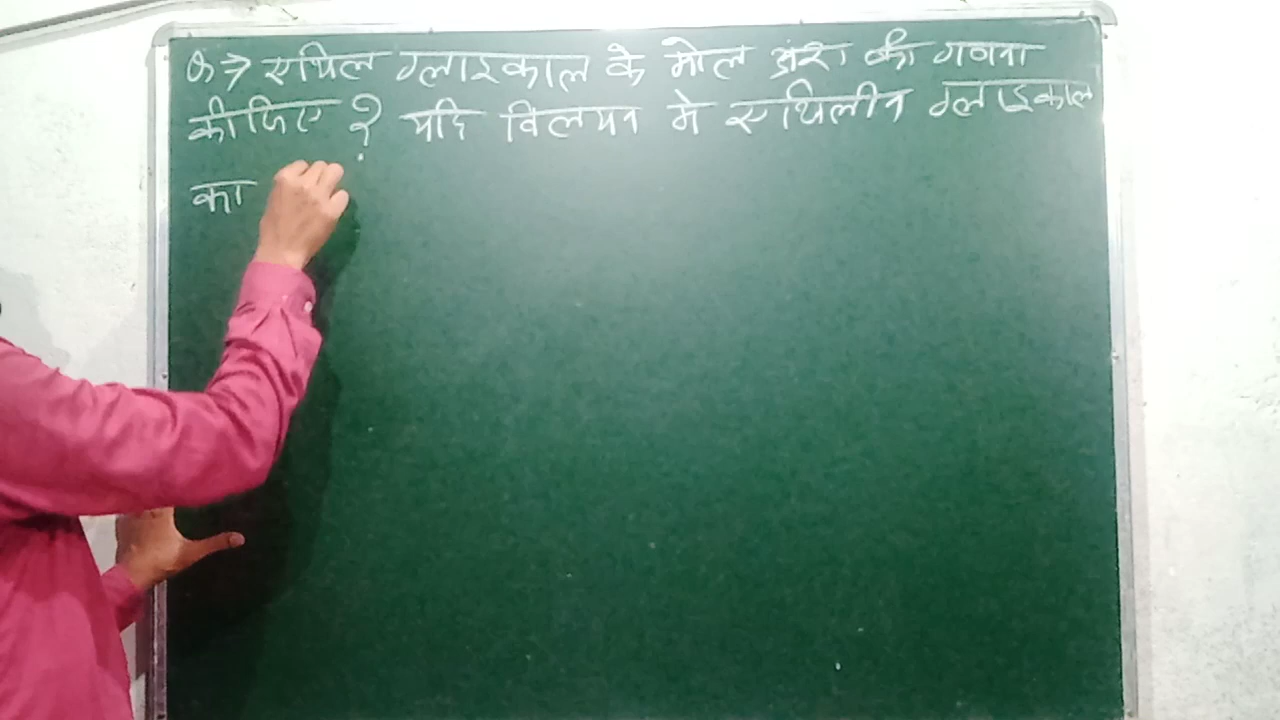 Q→ एथिल ग्लाइकाल के मोल अंश की गणना
कीजिए ? यदि विलयन मे एथिलीन ग्लाइकाल
का